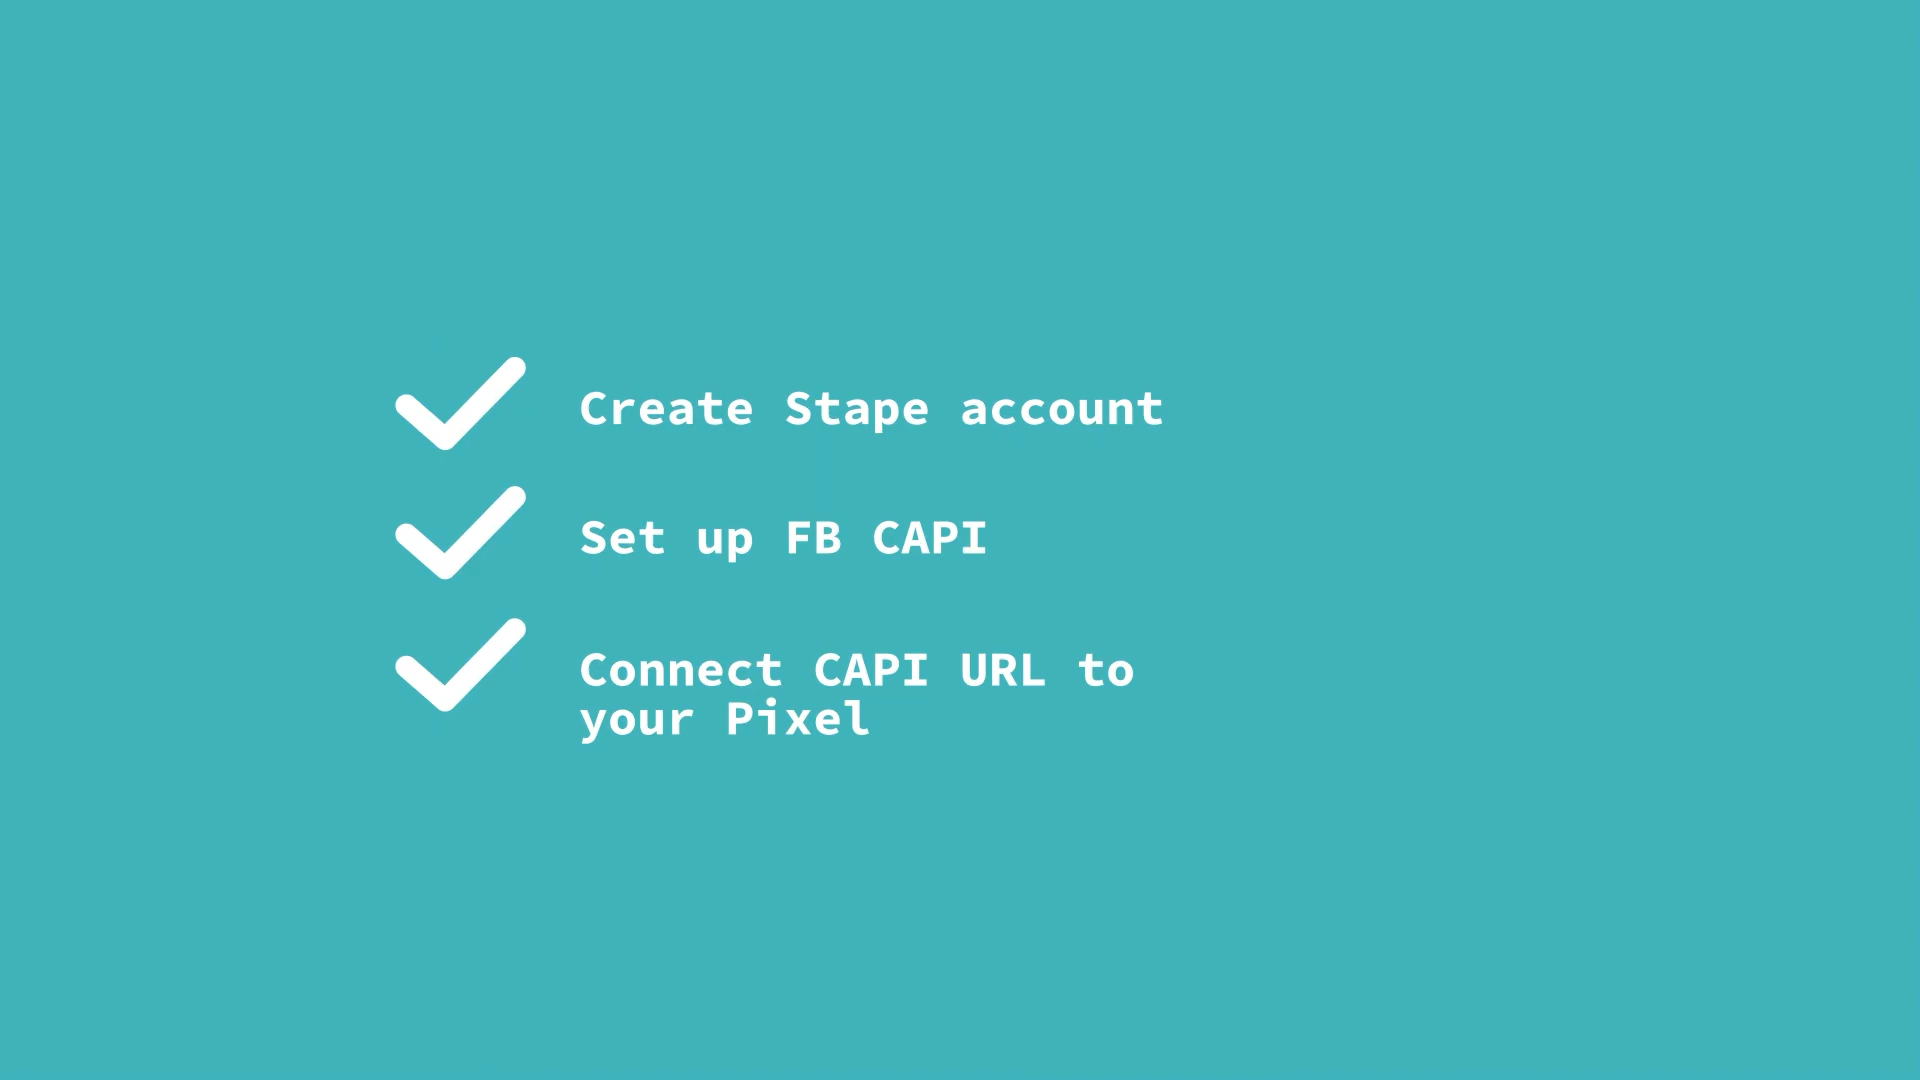 Create Stape account
Set up FB CAPI
Connect CAPI URL to
your Pixel